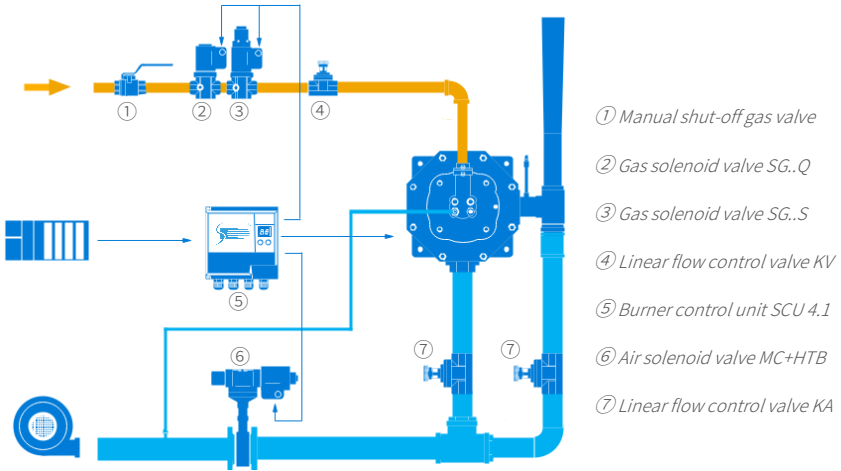 ①
②
③
④
⑤
⑥
⑦
⑦
① Manual shut-off gas valve
② Gas solenoid valve SG..Q
③ Gas solenoid valve SG..S
④ Linear flow control valve KV
⑤ Burner control unit SCU 4.1
⑥ Air solenoid valve MC+HTB
⑦ Linear flow control valve KA